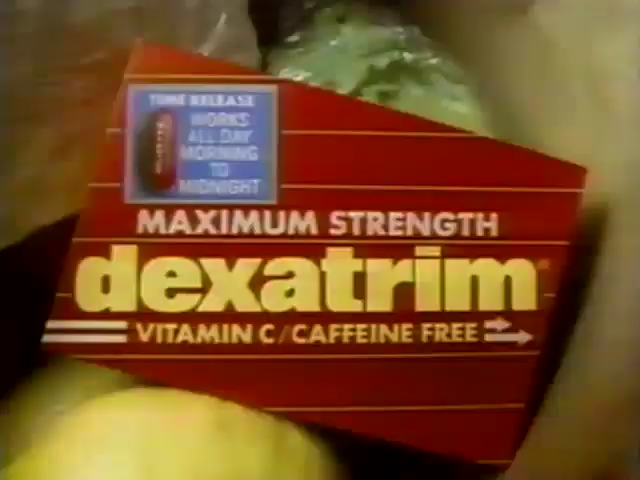 TIME RELEASE
WORKS
ALL DAY
MORNING
TO
MIDNIGHT
MAXIMUM STRENGTH
dexatrim
VITAMIN C/CAFFEINE FREE